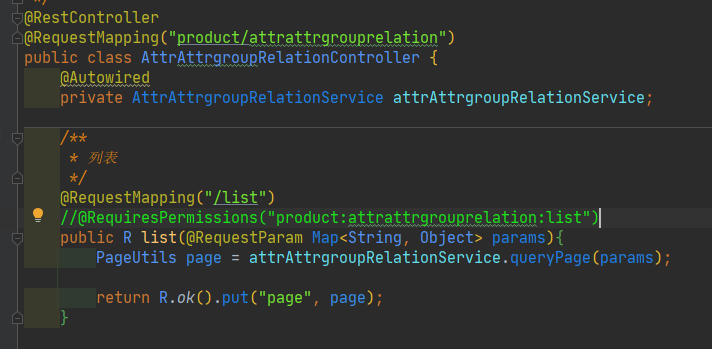 */
@RestController
@RequestMapping("product/attrattrgrouprelation")
public class AttrAttrgroupRelationController {
@Autowired
private AttrAttrgroupRelationService attrAttrgroupRelationService;
/**
* 列表
*/
@RequestMapping("/list")
//@RequiresPermissions("product:attrattrgrouprelation:list")
public R list(@RequestParam Map<String, Object> params){
PageUtils page = attrAttrgroupRelationService.queryPage(params);
return R.ok().put("page", page);
}